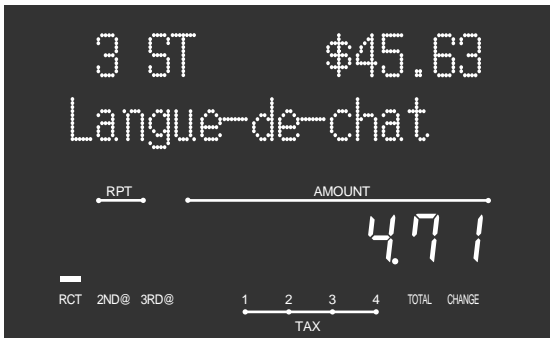 3 ST $45.63
Langue-de-chat
RPT AMOUNT
4.71
RCT 2ND@ 3RD@ 1 2 3 4 TOTAL CHANGE
TAX